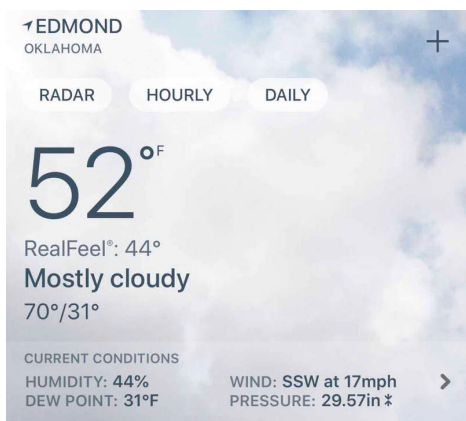 EDMOND
OKLAHOMA
RADAR HOURLY DAILY
52°F
RealFeel®: 44°
Mostly cloudy
70°/31°
CURRENT CONDITIONS
HUMIDITY: 44% WIND: SSW at 17mph
DEW POINT: 31°F PRESSURE: 29.57in